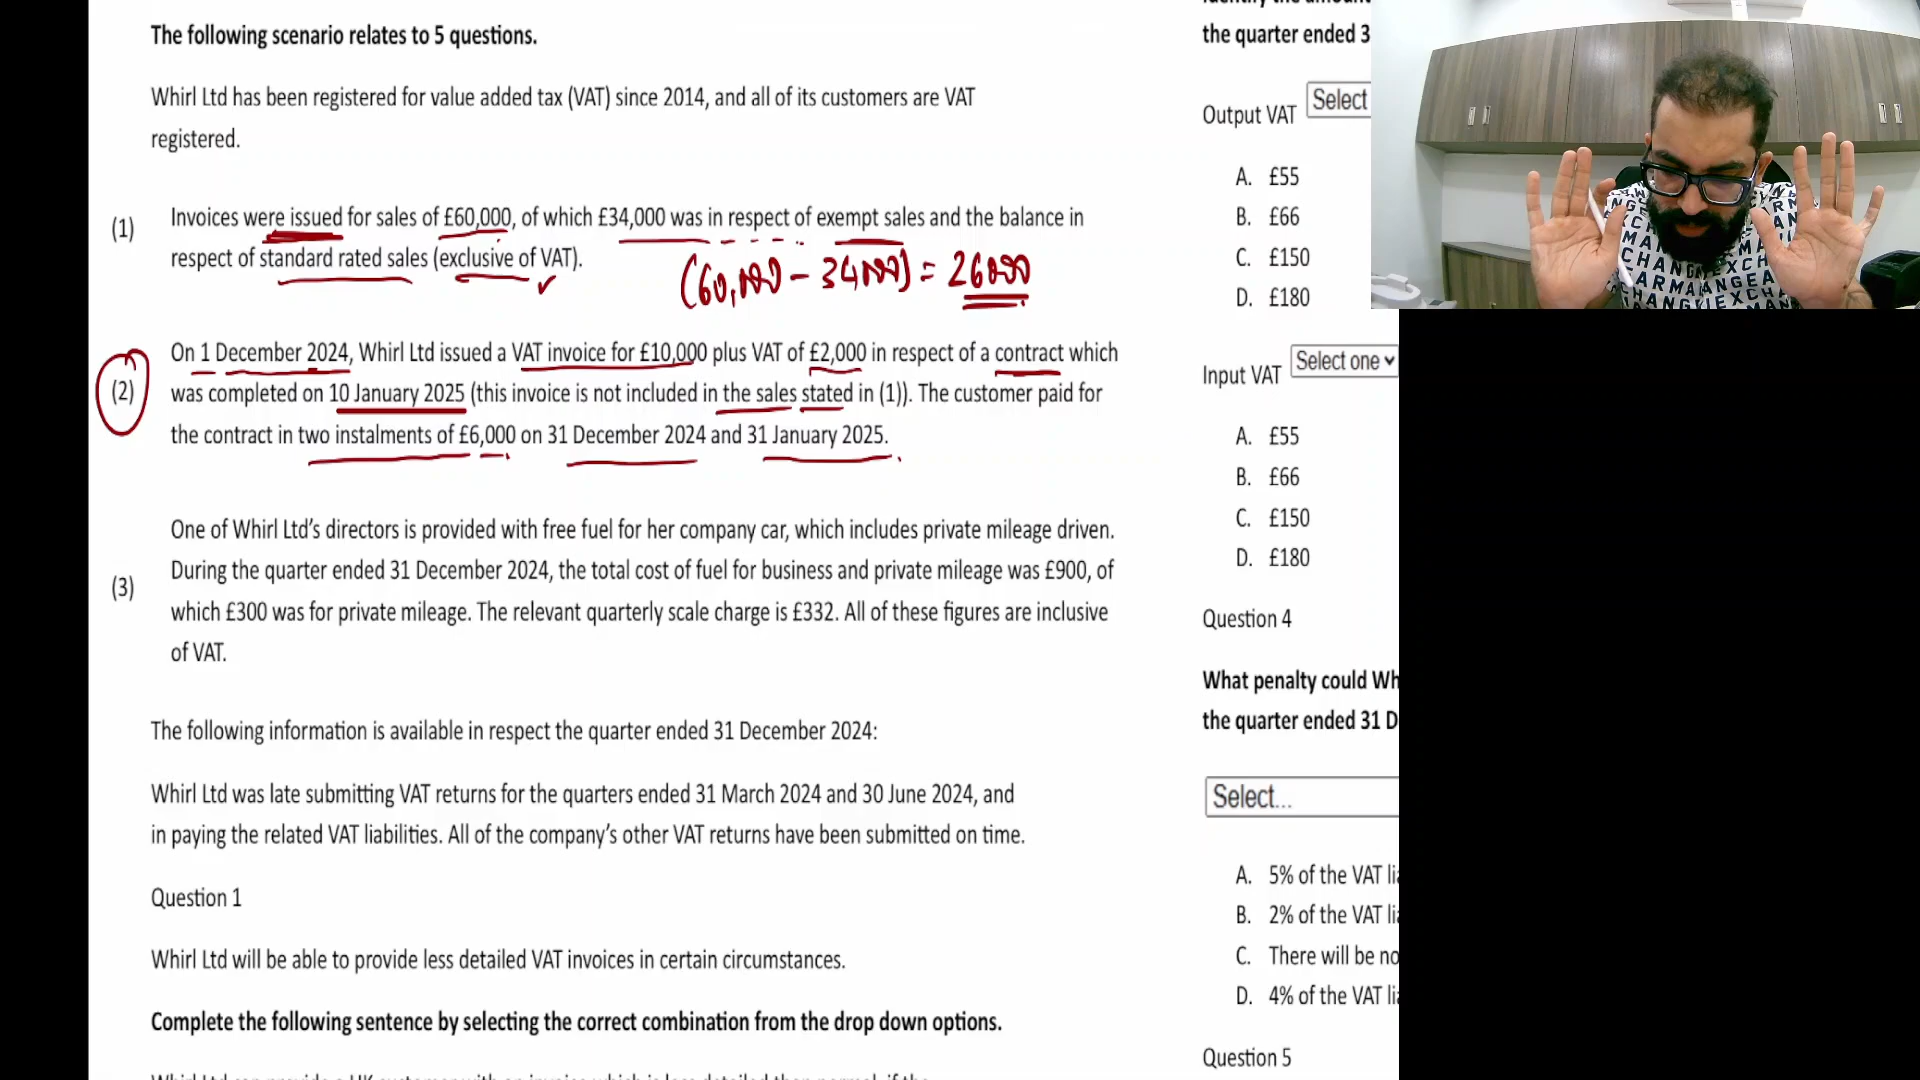 The following scenario relates to 5 questions.
Whirl Ltd has been registered for value added tax (VAT) since 2014, and all of its customers are VAT
registered.
(1)
Invoices were issued for sales of £60,000, of which £34,000 was in respect of exempt sales and the balance in
respect of standard rated sales (exclusive of VAT).
(60,000 - 34000) = 26000
(2)
On 1 December 2024, Whirl Ltd issued a VAT invoice for £10,000 plus VAT of £2,000 in respect of a contract which
was completed on 10 January 2025 (this invoice is not included in the sales stated in (1)). The customer paid for
the contract in two instalments of £6,000 on 31 December 2024 and 31 January 2025.
(3)
One of Whirl Ltd’s directors is provided with free fuel for her company car, which includes private mileage driven.
During the quarter ended 31 December 2024, the total cost of fuel for business and private mileage was £900, of
which £300 was for private mileage. The relevant quarterly scale charge is £332. All of these figures are inclusive
of VAT.
The following information is available in respect the quarter ended 31 December 2024:
Whirl Ltd was late submitting VAT returns for the quarters ended 31 March 2024 and 30 June 2024, and
in paying the related VAT liabilities. All of the company’s other VAT returns have been submitted on time.
Question 1
Whirl Ltd will be able to provide less detailed VAT invoices in certain circumstances.
Complete the following sentence by selecting the correct combination from the drop down options.
the quarter ended 3
Output VAT Select
A. £55
B. £66
C. £150
D. £180
Input VAT Select one
A. £55
B. £66
C. £150
D. £180
Question 4
What penalty could Wh
the quarter ended 31 D
Select...
A. 5% of the VAT li
B. 2% of the VAT li
C. There will be no
D. 4% of the VAT li
Question 5